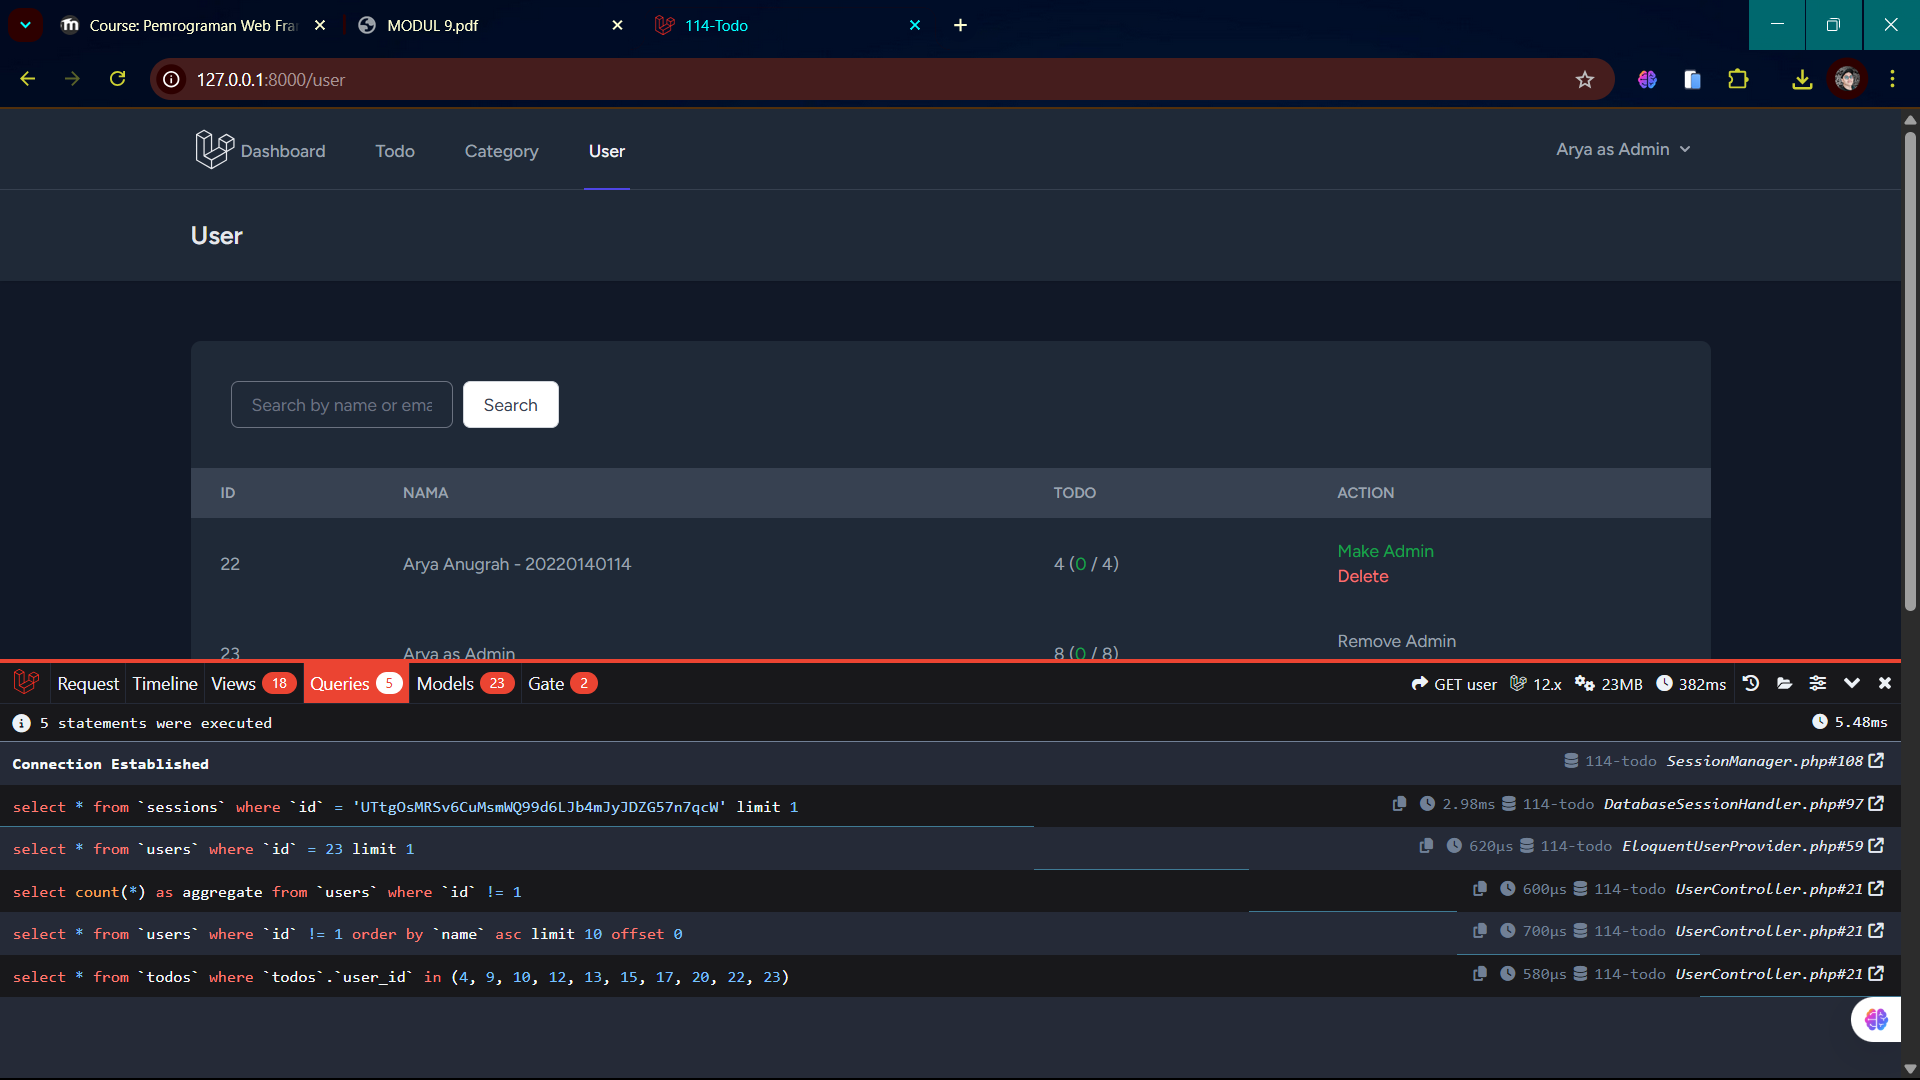 Course: Pemrograman Web Fra
MODUL 9.pdf
114-Todo
127.0.0.1:8000/user
Dashboard
Todo
Category
User
Arya as Admin
User
Search by name or ema
Search
ID
NAMA
TODO
ACTION
22
Arya Anugrah - 20220140114
4 (0 / 4)
Make Admin
Delete
23
Arya as Admin
8 (0 / 8)
Remove Admin
Request
Timeline
Views 18
Queries 5
Models 23
Gate 2
GET user
12.x
23MB
382ms
5 statements were executed
5.48ms
Connection Established
114-todo SessionManager.php#108
select * from `sessions` where `id` = 'UTtgOsMRSv6CuMsmWQ99d6LJb4mJyJDZG57n7qcW' limit 1
2.98ms 114-todo DatabaseSessionHandler.php#97
select * from `users` where `id` = 23 limit 1
620μs 114-todo EloquentUserProvider.php#59
select count(*) as aggregate from `users` where `id` != 1
600μs 114-todo UserController.php#21
select * from `users` where `id` != 1 order by `name` asc limit 10 offset 0
700μs 114-todo UserController.php#21
select * from `todos` where `todos`.`user_id` in (4, 9, 10, 12, 13, 15, 17, 20, 22, 23)
580μs 114-todo UserController.php#21